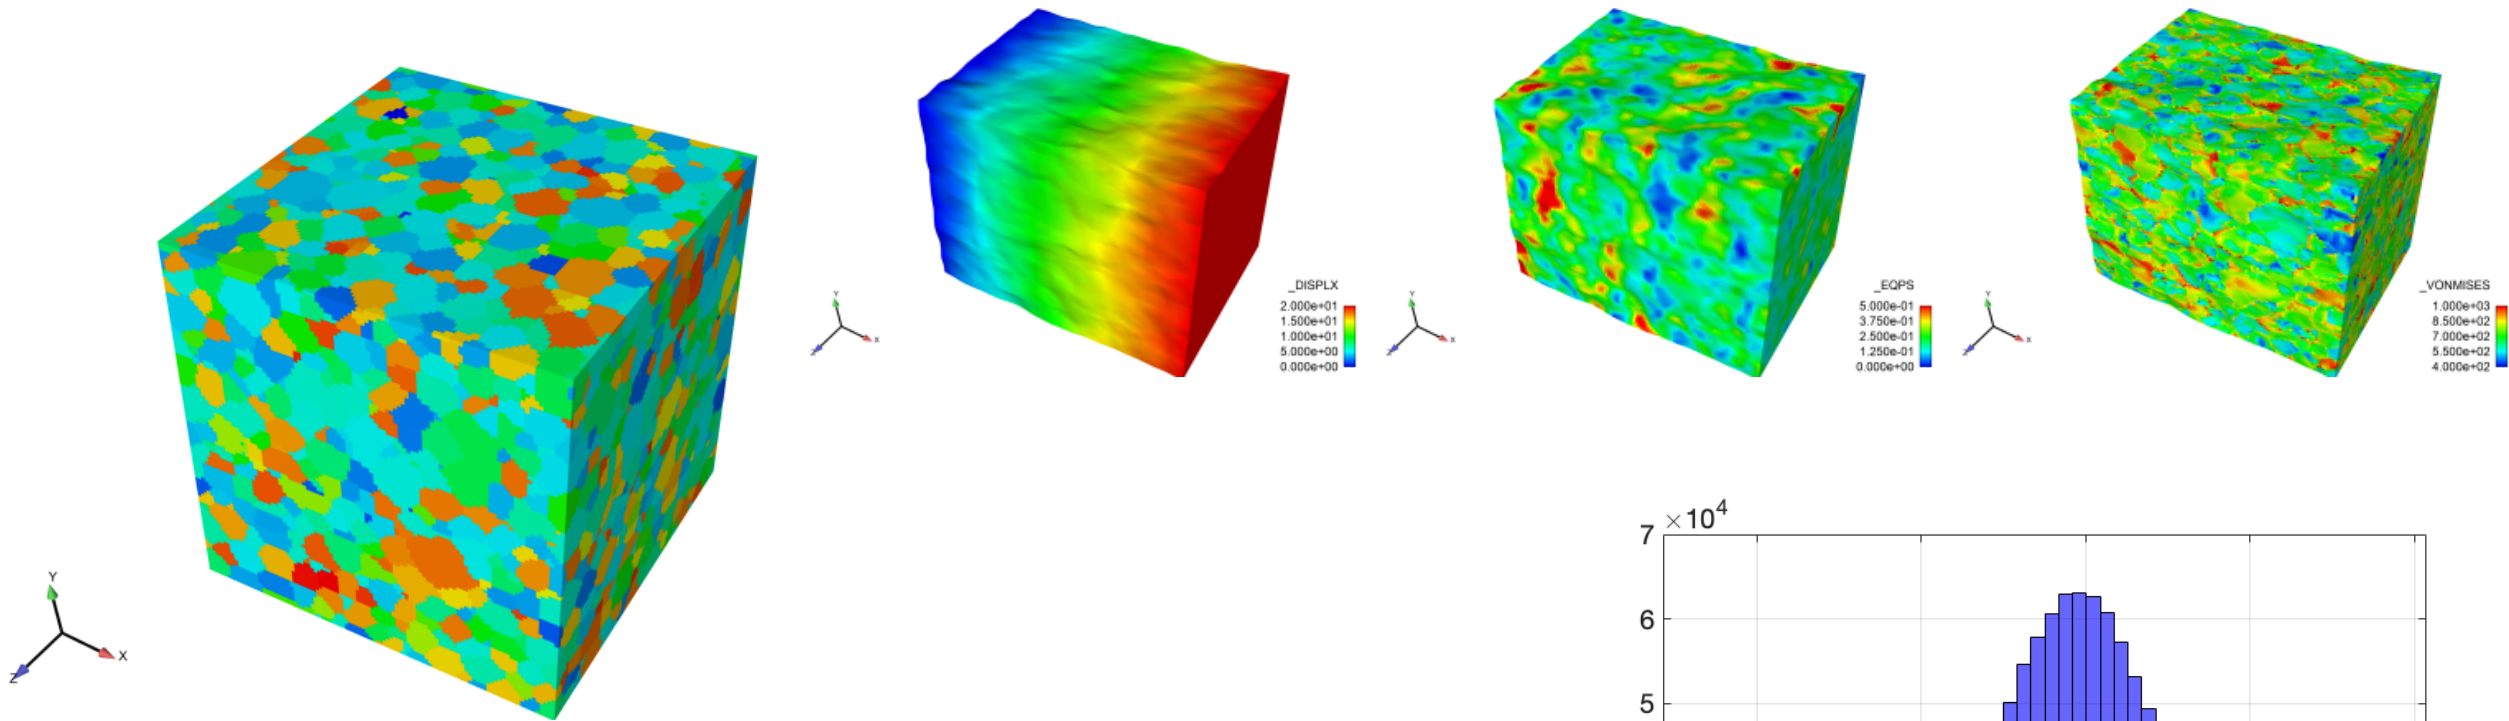 Y
X
Z
Y
X
Z
_DISPLX
2.000e+01
1.500e+01
1.000e+01
5.000e+00
0.000e+00
Y
X
Z
_EQPS
5.000e-01
3.750e-01
2.500e-01
1.250e-01
0.000e+00
Y
X
Z
_VONMISES
1.000e+03
8.500e+02
7.000e+02
5.500e+02
4.000e+02
7 ×10⁴
6
5